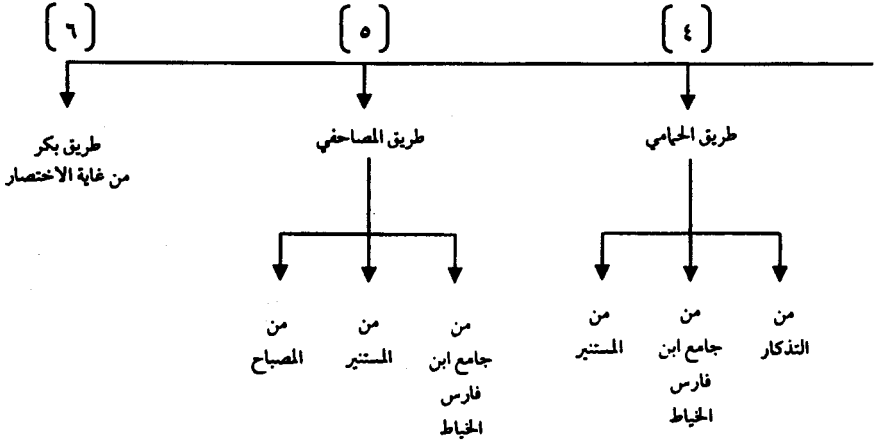 [ ٤ ]
طريق الحمامي
من
التذكار
من
جامع ابن
فارس
الخياط
من
المستنير
[ ٥ ]
طريق المصاحفي
من
جامع ابن
فارس
الخياط
من
المستنير
من
المصباح
[ ٦ ]
طريق بكر
من غاية الاختصار